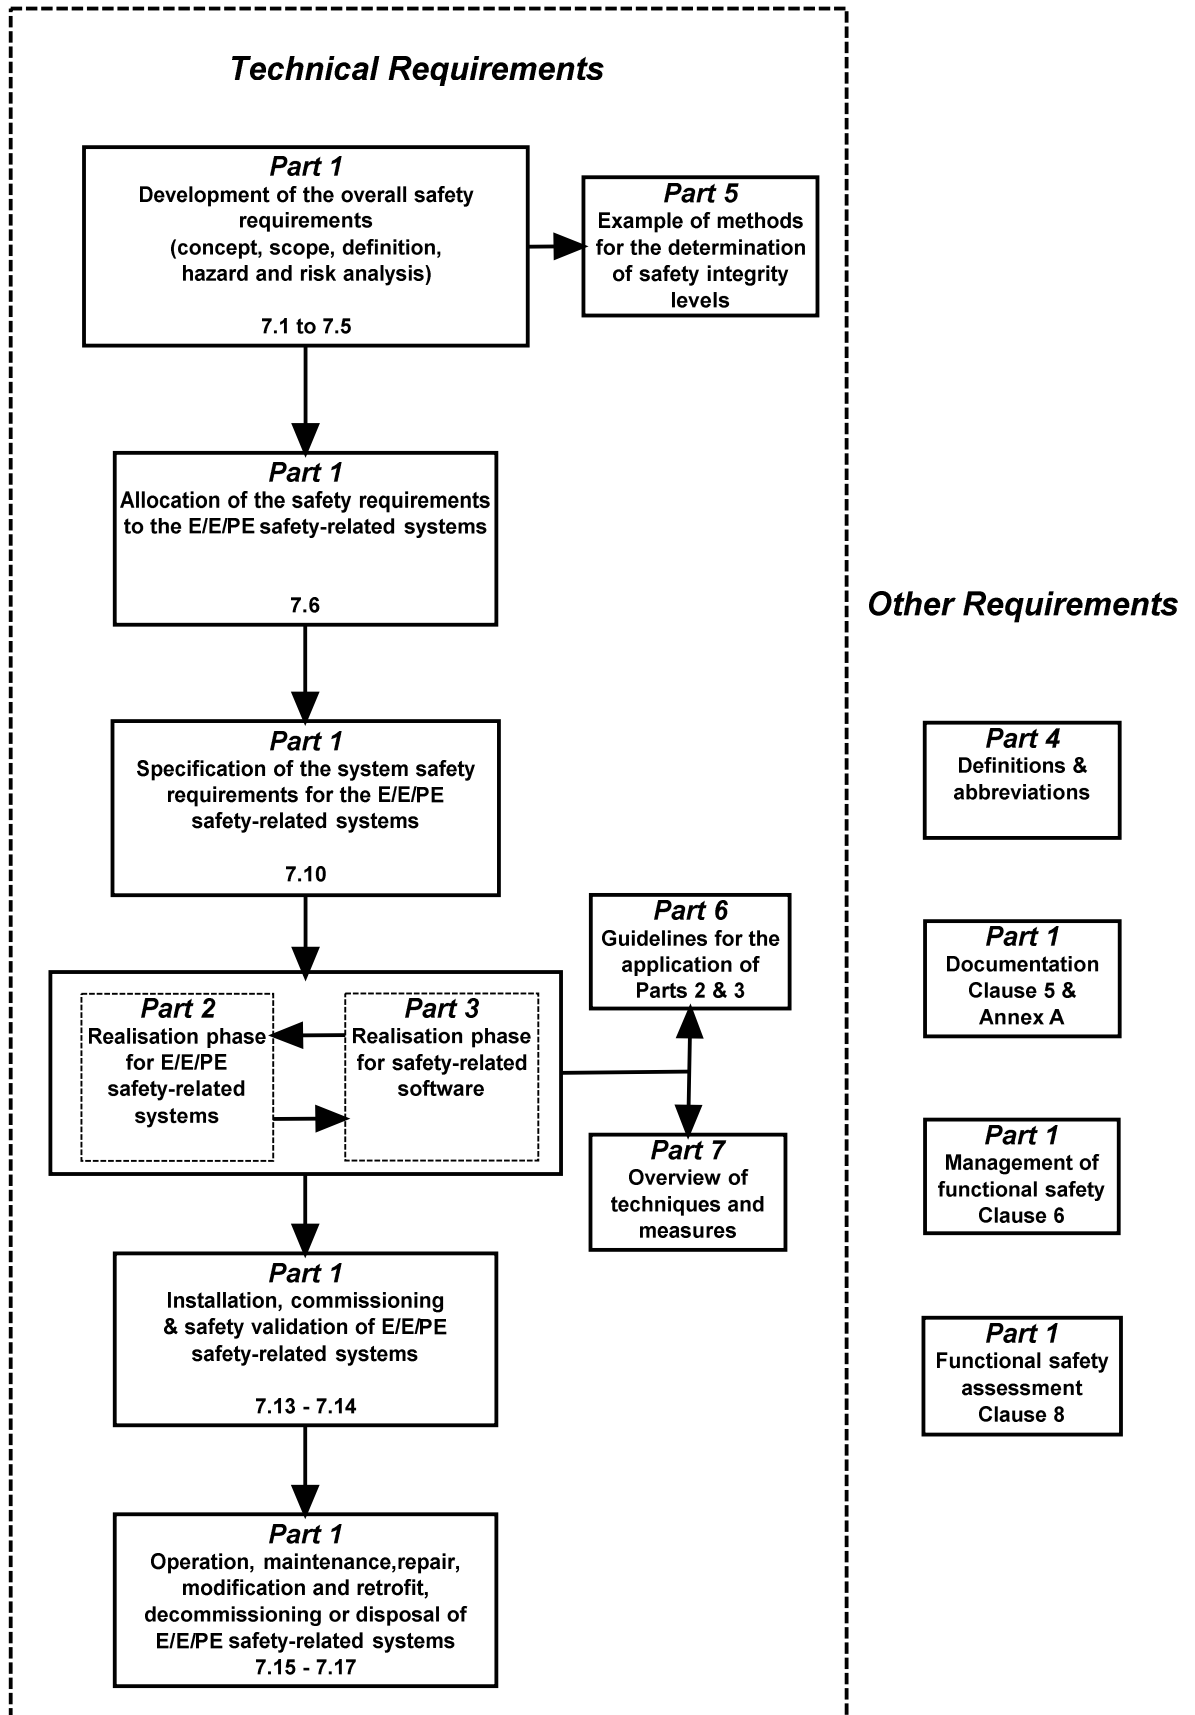 Technical Requirements
Part 1
Development of the overall safety
requirements
(concept, scope, definition,
hazard and risk analysis)
7.1 to 7.5
Part 5
Example of methods
for the determination
of safety integrity
levels
Part 1
Allocation of the safety requirements
to the E/E/PE safety-related systems
7.6
Part 1
Specification of the system safety
requirements for the E/E/PE
safety-related systems
7.10
Part 2
Realisation phase
for E/E/PE
safety-related
systems
Part 3
Realisation phase
for safety-related
software
Part 6
Guidelines for the
application of
Parts 2 & 3
Part 7
Overview of
techniques and
measures
Part 1
Installation, commissioning
& safety validation of E/E/PE
safety-related systems
7.13 - 7.14
Part 1
Operation, maintenance,repair,
modification and retrofit,
decommissioning or disposal of
E/E/PE safety-related systems
7.15 - 7.17
Other Requirements
Part 4
Definitions &
abbreviations
Part 1
Documentation
Clause 5 &
Annex A
Part 1
Management of
functional safety
Clause 6
Part 1
Functional safety
assessment
Clause 8